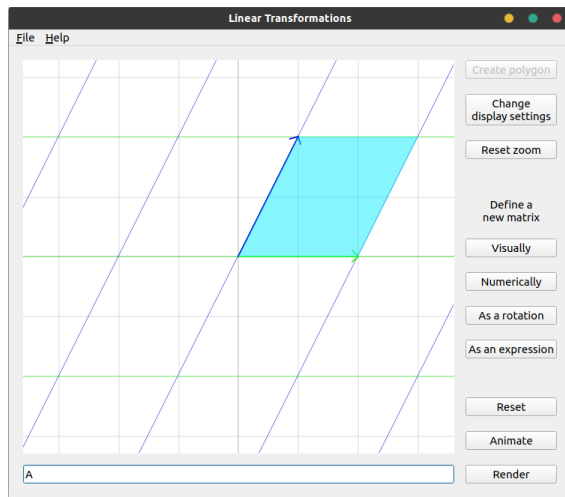 Linear Transformations
File Help
Create polygon
Change
display settings
Reset zoom
Define a
new matrix
Visually
Numerically
As a rotation
As an expression
Reset
Animate
A
Render